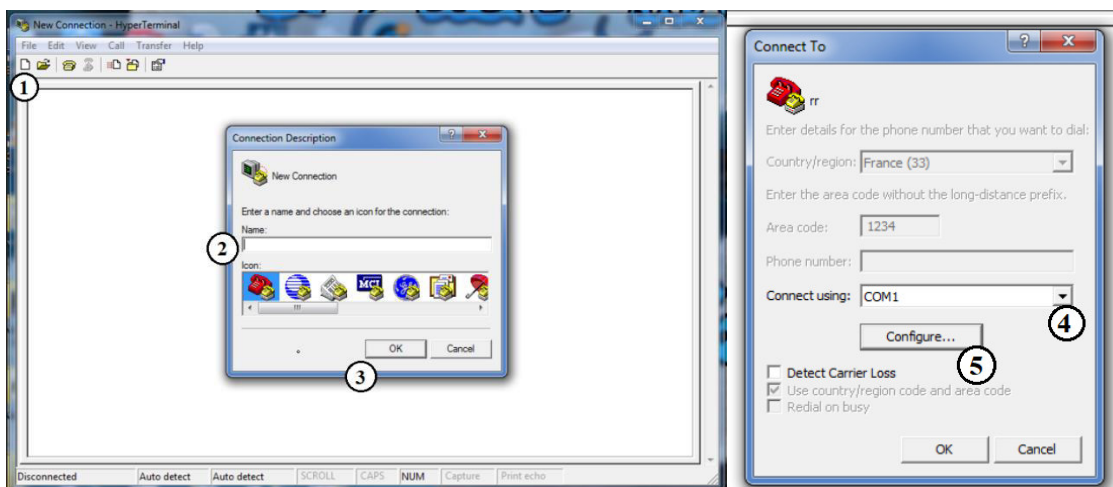 New Connection - HyperTerminal
File Edit View Call Transfer Help
1
Connection Description
New Connection
Enter a name and choose an icon for the connection:
Name:
2
Icon:
MCI
OK Cancel
3
Disconnected Auto detect Auto detect SCROLL CAPS NUM Capture Print echo
Connect To
rr
Enter details for the phone number that you want to dial:
Country/region: France (33)
Enter the area code without the long-distance prefix.
Area code: 1234
Phone number:
Connect using: COM1
4
Configure...
5
Detect Carrier Loss
Use country/region code and area code
Redial on busy
OK Cancel